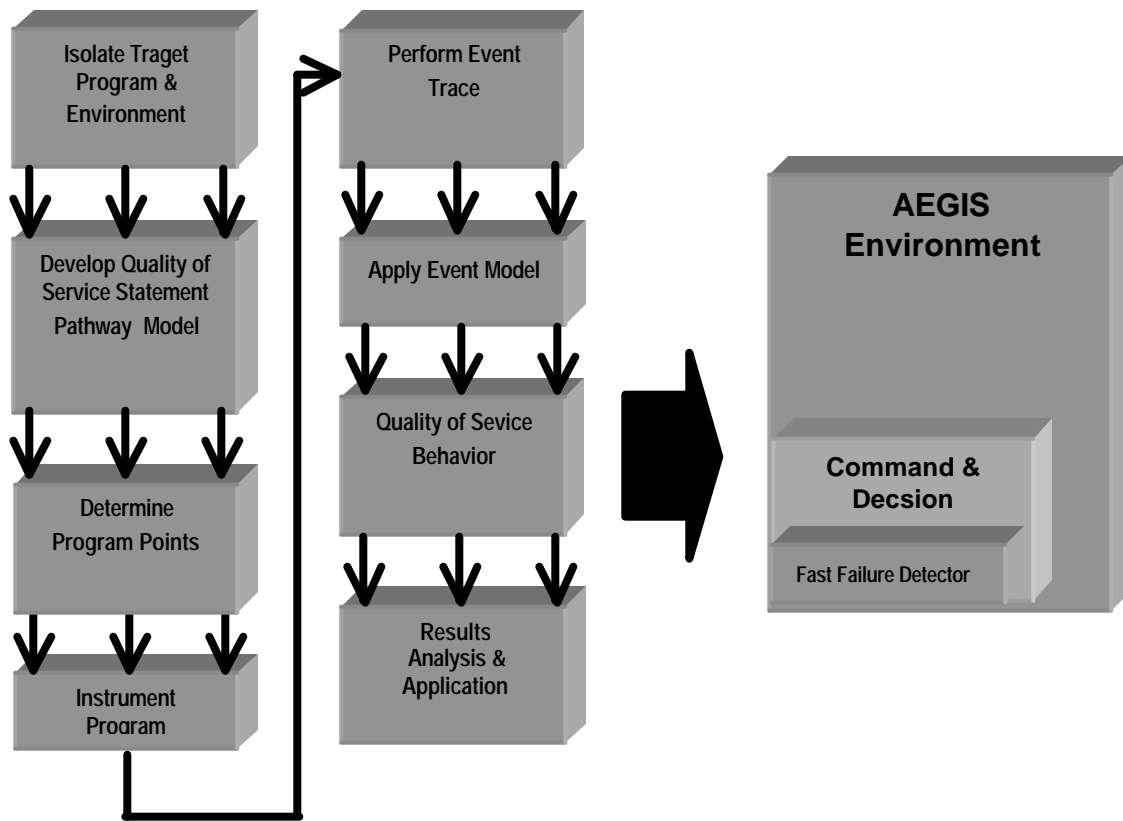 Isolate Traget
Program &
Environment
Develop Quality of
Service Statement
Pathway Model
Determine
Program Points
Instrument
Program
Perform Event
Trace
Apply Event Model
Quality of Sevice
Behavior
Results
Analysis &
Application
AEGIS
Environment
Command &
Decsion
Fast Failure Detector